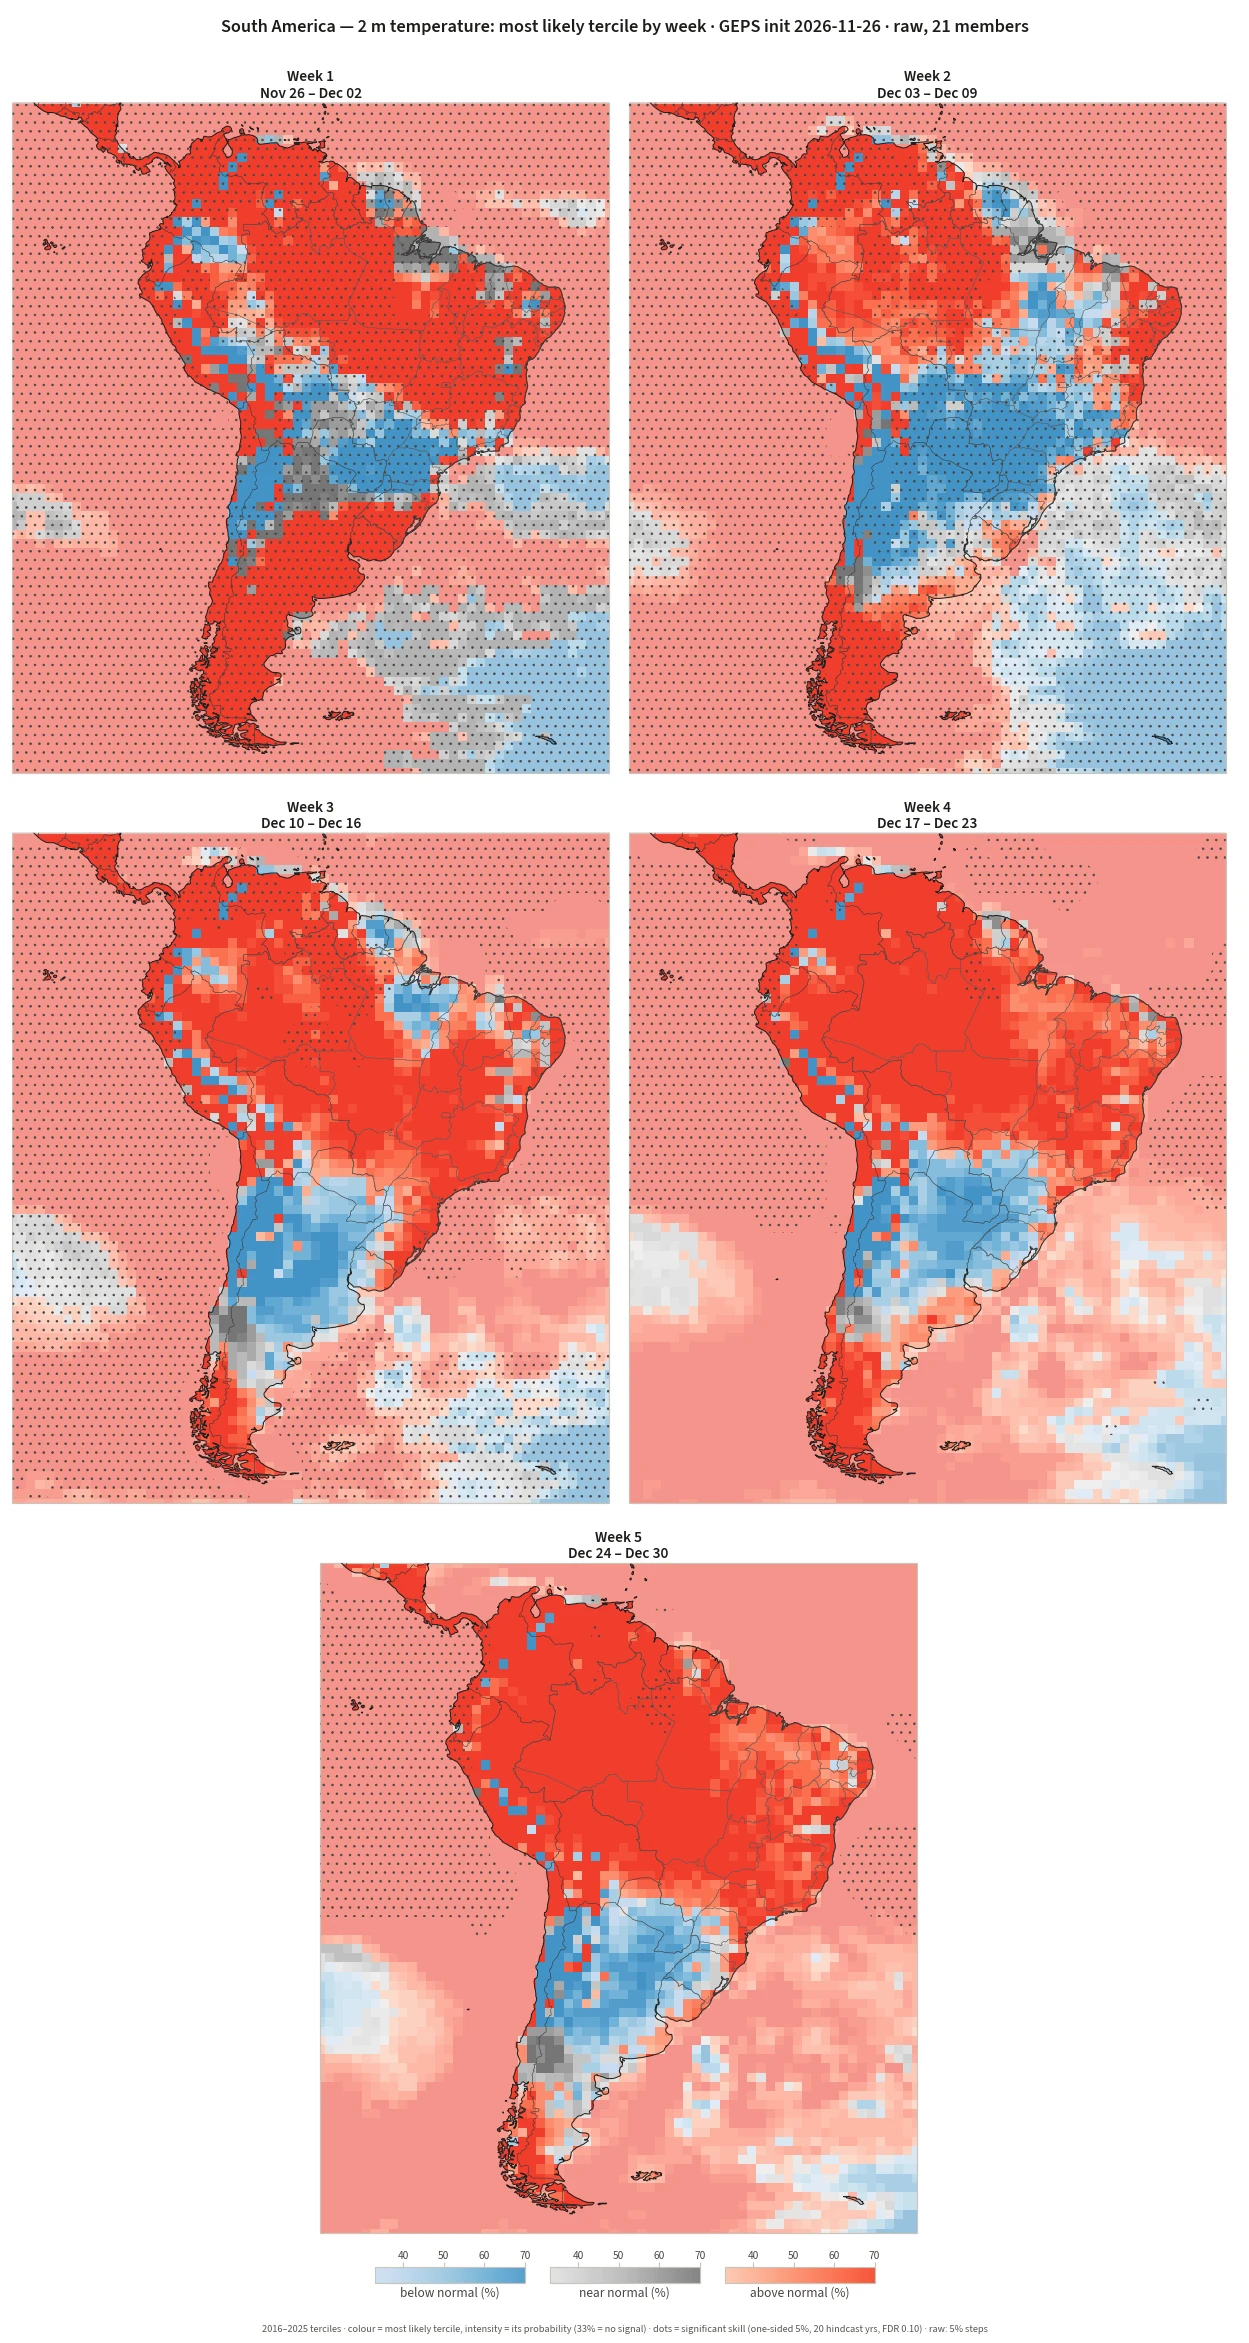 South America — 2 m temperature: most likely tercile by week · GEPS init 2026-11-26 · raw, 21 members
Week 1
Nov 26 – Dec 02
Week 2
Dec 03 – Dec 09
Week 3
Dec 10 – Dec 16
Week 4
Dec 17 – Dec 23
Week 5
Dec 24 – Dec 30
40 50 60 70
below normal (%)
40 50 60 70
near normal (%)
40 50 60 70
above normal (%)
2016–2025 terciles · colour = most likely tercile, intensity = its probability (33% = no signal) · dots = significant skill (one-sided 5%, 20 hindcast yrs, FDR 0.10) · raw: 5% steps